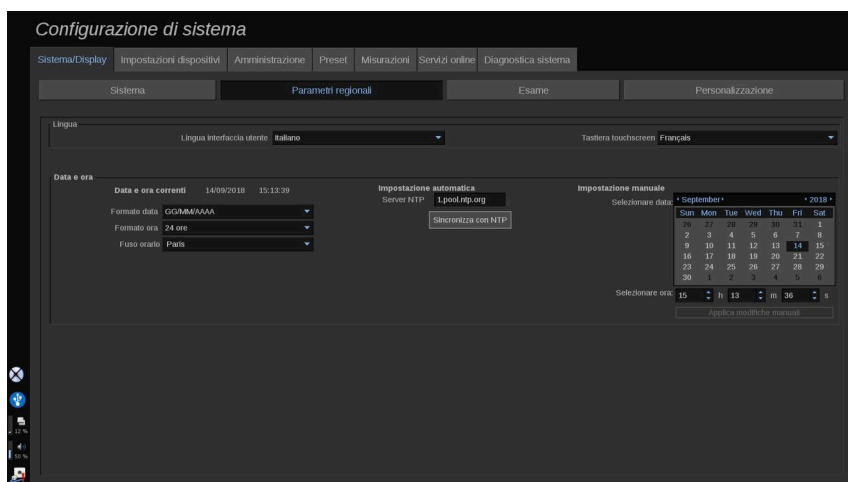 Configurazione di sistema
Sistema/Display Impostazioni dispositivi Amministrazione Preset Misurazioni Servizi online Diagnostica sistema
Sistema Parametri regionali Esame Personalizzazione
Lingua
Lingua interfaccia utente Italiano Tastiera touchscreen Français
Data e ora
Data e ora correnti 14/09/2018 15:13:39 Impostazione automatica Impostazione manuale
Server NTP 1.pool.ntp.org Selezionare data: September 2018
Formato data GG/MM/AAAA Sincronizza con NTP Sun Mon Tue Wed Thu Fri Sat
Formato ora 24 ore 26 27 28 29 30 31 1
Fuso orario Paris 2 3 4 5 6 7 8
9 10 11 12 13 14 15
16 17 18 19 20 21 22
23 24 25 26 27 28 29
30 1 2 3 4 5 6
Selezionare ora: 15 h 13 m 36 s
Applica modifiche manuali
12 %
50 %